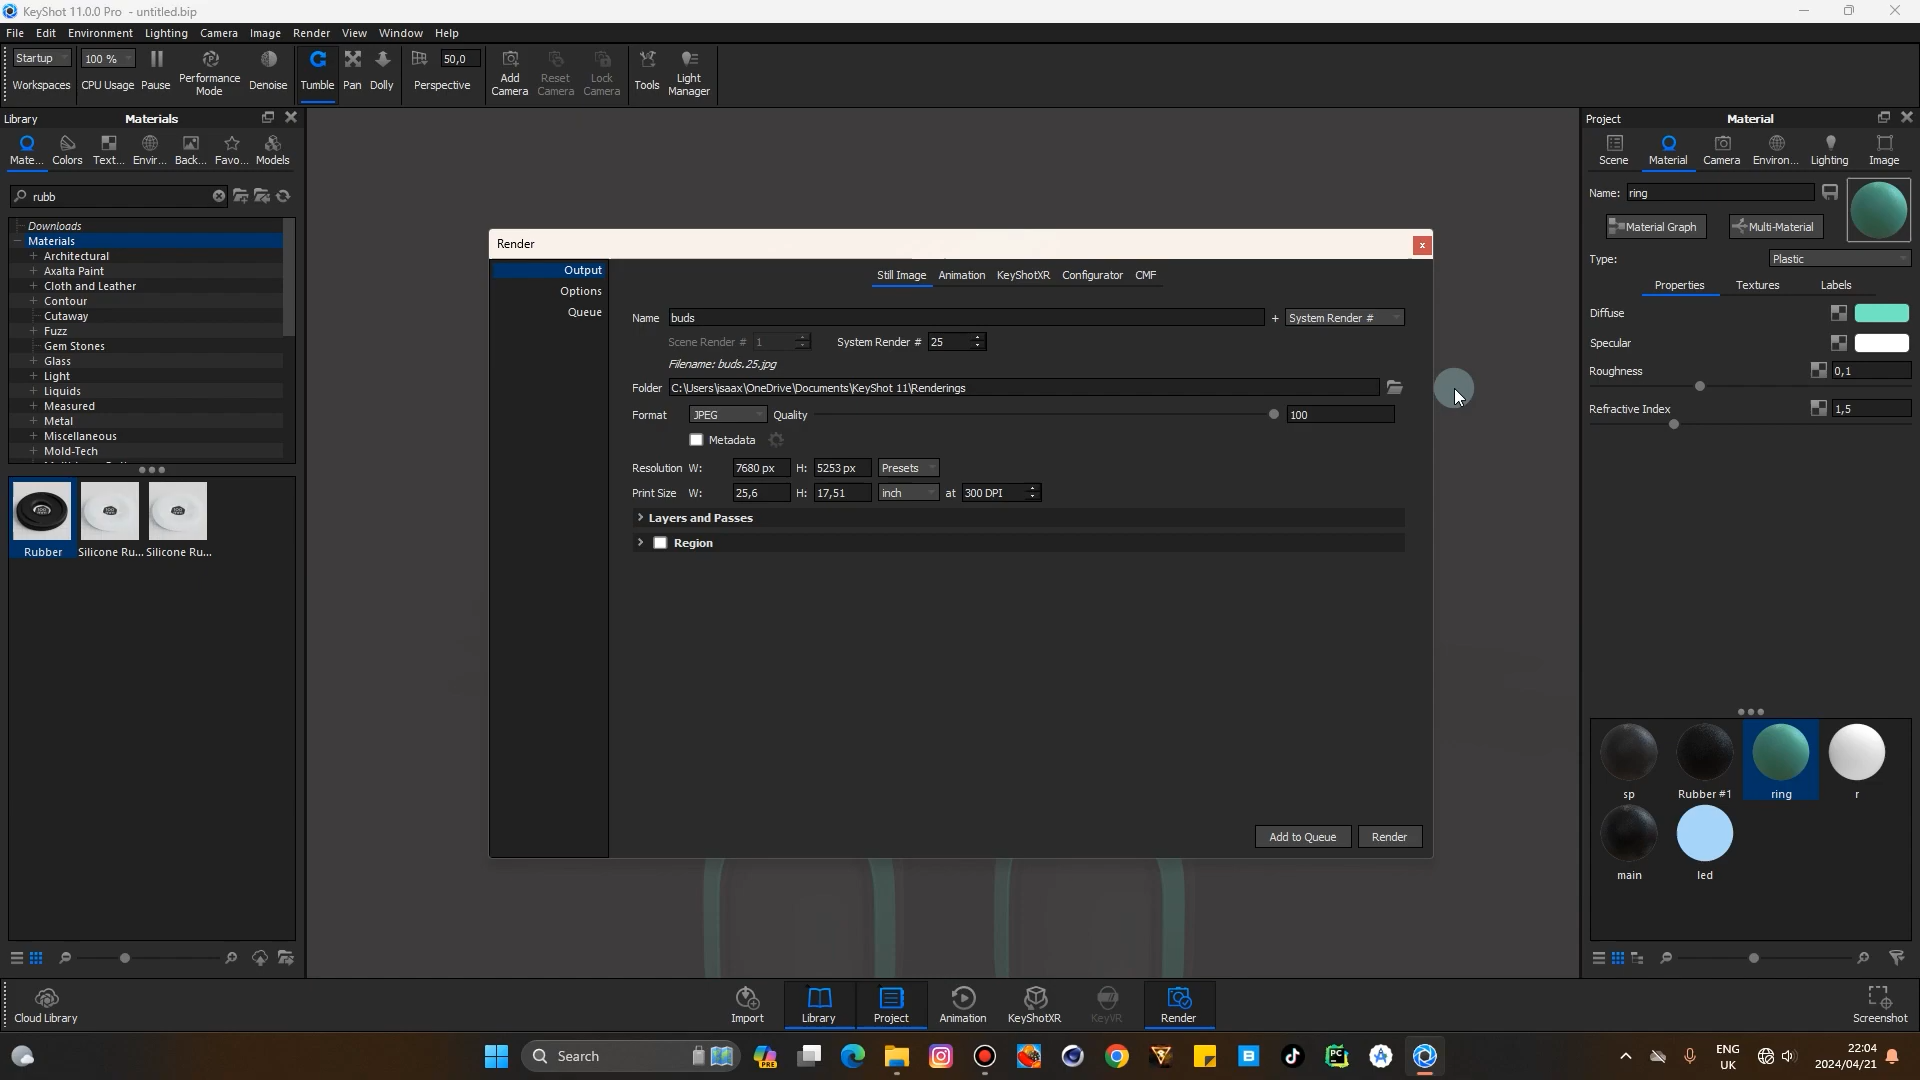 KeyShot 11.0.0 Pro - untitled.bip
File Edit Environment Lighting Camera Image Render View Window Help
Startup 100 % 50,0
Workspaces CPU Usage Pause Performance Mode Denoise Tumble Pan Dolly Perspective Add Camera Reset Camera Lock Camera Tools Light Manager
Library Materials
Mate... Colors Text... Envir... Back... Favo... Models
rubb
Downloads
Materials
Architectural
Axalta Paint
Cloth and Leather
Contour
Cutaway
Fuzz
Gem Stones
Glass
Light
Liquids
Measured
Metal
Miscellaneous
Mold-Tech
Rubber Silicone Ru... Silicone Ru...
Render
Output
Options
Queue
Still Image Animation KeyShotXR Configurator CMF
Name buds + System Render #
Scene Render # 1 System Render # 25
Filename: buds.25.jpg
Folder C:\Users\jsaax\OneDrive\Documents\KeyShot 11\Renderings
Format JPEG Quality 100
Metadata
Resolution W: 7680 px H: 5253 px Presets
Print Size W: 25,6 H: 17,51 inch at 300 DPI
Layers and Passes
Region
Add to Queue Render
Project Material
Scene Material Camera Environ... Lighting Image
Name: ring
Material Graph Multi-Material
Type: Plastic
Properties Textures Labels
Diffuse
Specular
Roughness 0,1
Refractive Index 1,5
sp Rubber #1 ring r
main led
Cloud Library Import Library Project Animation KeyShotXR KeyVR Render Screenshot
Search
PRE
ENG
UK
22:04
2024/04/21